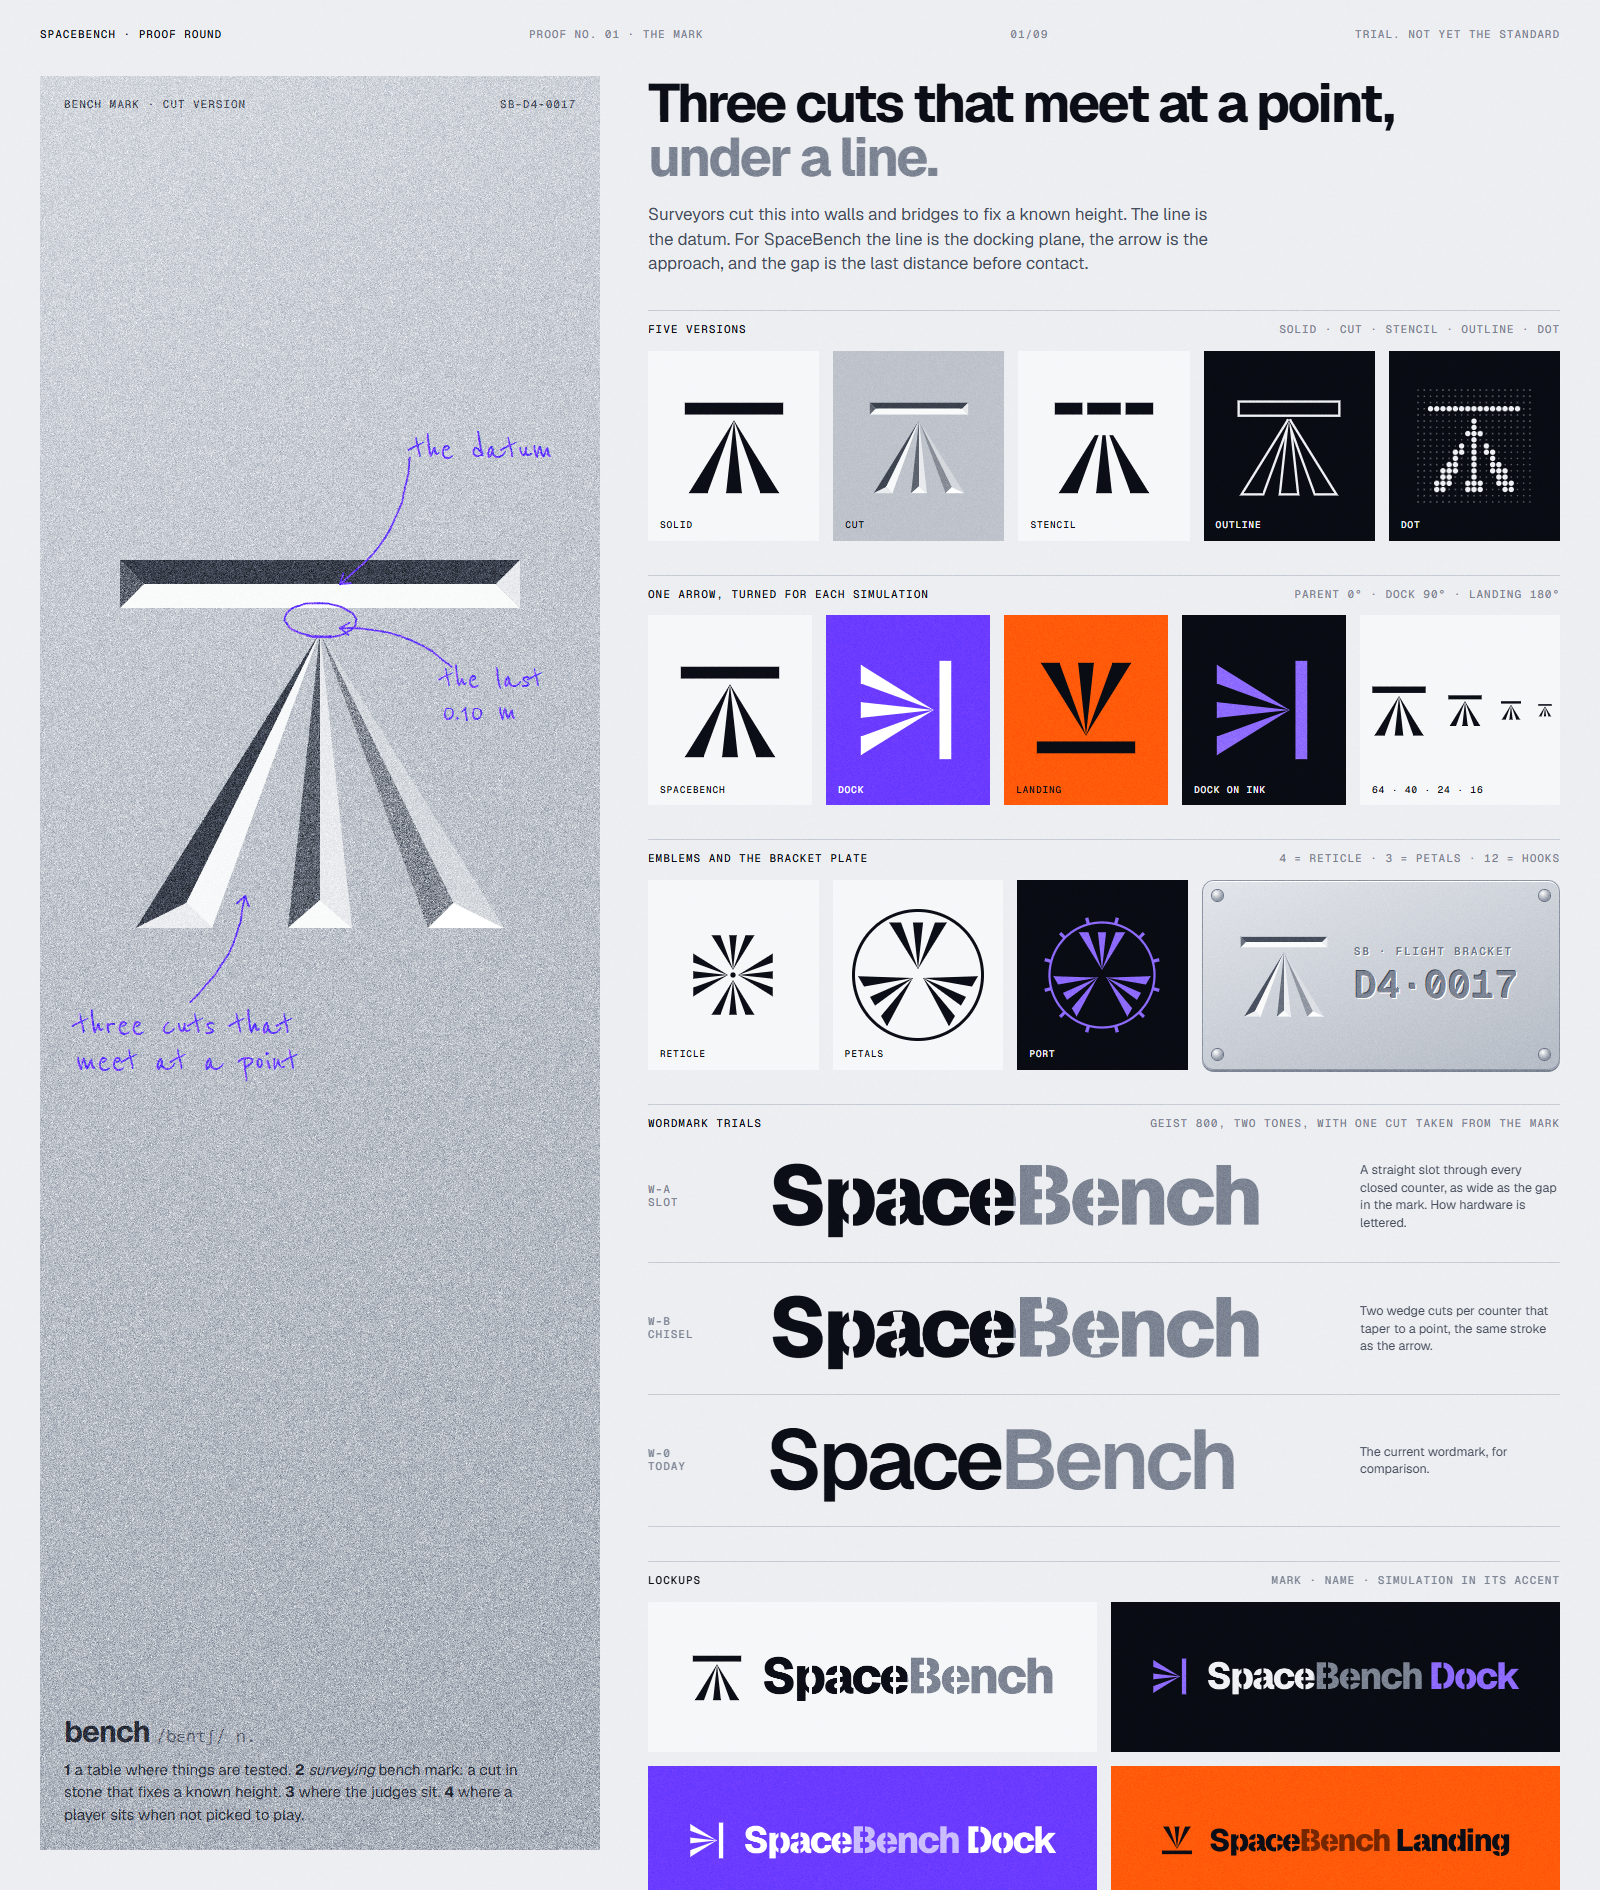 SPACEBENCH · PROOF ROUND
PROOF NO. 01 · THE MARK
01/09
TRIAL. NOT YET THE STANDARD
BENCH MARK · CUT VERSION
SB-D4-0017
the datum
the last
0.10 m
three cuts that
meet at a point
bench /bɛntʃ/ n.
1 a table where things are tested. 2 surveying bench mark: a cut in
stone that fixes a known height. 3 where the judges sit. 4 where a
player sits when not picked to play.
Three cuts that meet at a point,
under a line.
Surveyors cut this into walls and bridges to fix a known height. The line is
the datum. For SpaceBench the line is the docking plane, the arrow is the
approach, and the gap is the last distance before contact.
FIVE VERSIONS
SOLID · CUT · STENCIL · OUTLINE · DOT
SOLID
CUT
STENCIL
OUTLINE
DOT
ONE ARROW, TURNED FOR EACH SIMULATION
PARENT 0° · DOCK 90° · LANDING 180°
SPACEBENCH
DOCK
LANDING
DOCK ON INK
64 · 40 · 24 · 16
EMBLEMS AND THE BRACKET PLATE
4 = RETICLE · 3 = PETALS · 12 = HOOKS
RETICLE
PETALS
PORT
SB · FLIGHT BRACKET
D4·0017
WORDMARK TRIALS
GEIST 800, TWO TONES, WITH ONE CUT TAKEN FROM THE MARK
W-A
SLOT
SpaceBench
A straight slot through every
closed counter, as wide as the gap
in the mark. How hardware is
lettered.
W-B
CHISEL
SpaceBench
Two wedge cuts per counter that
taper to a point, the same stroke
as the arrow.
W-0
TODAY
SpaceBench
The current wordmark, for
comparison.
LOCKUPS
MARK · NAME · SIMULATION IN ITS ACCENT
SpaceBench
SpaceBench Dock
SpaceBench Dock
SpaceBench Landing